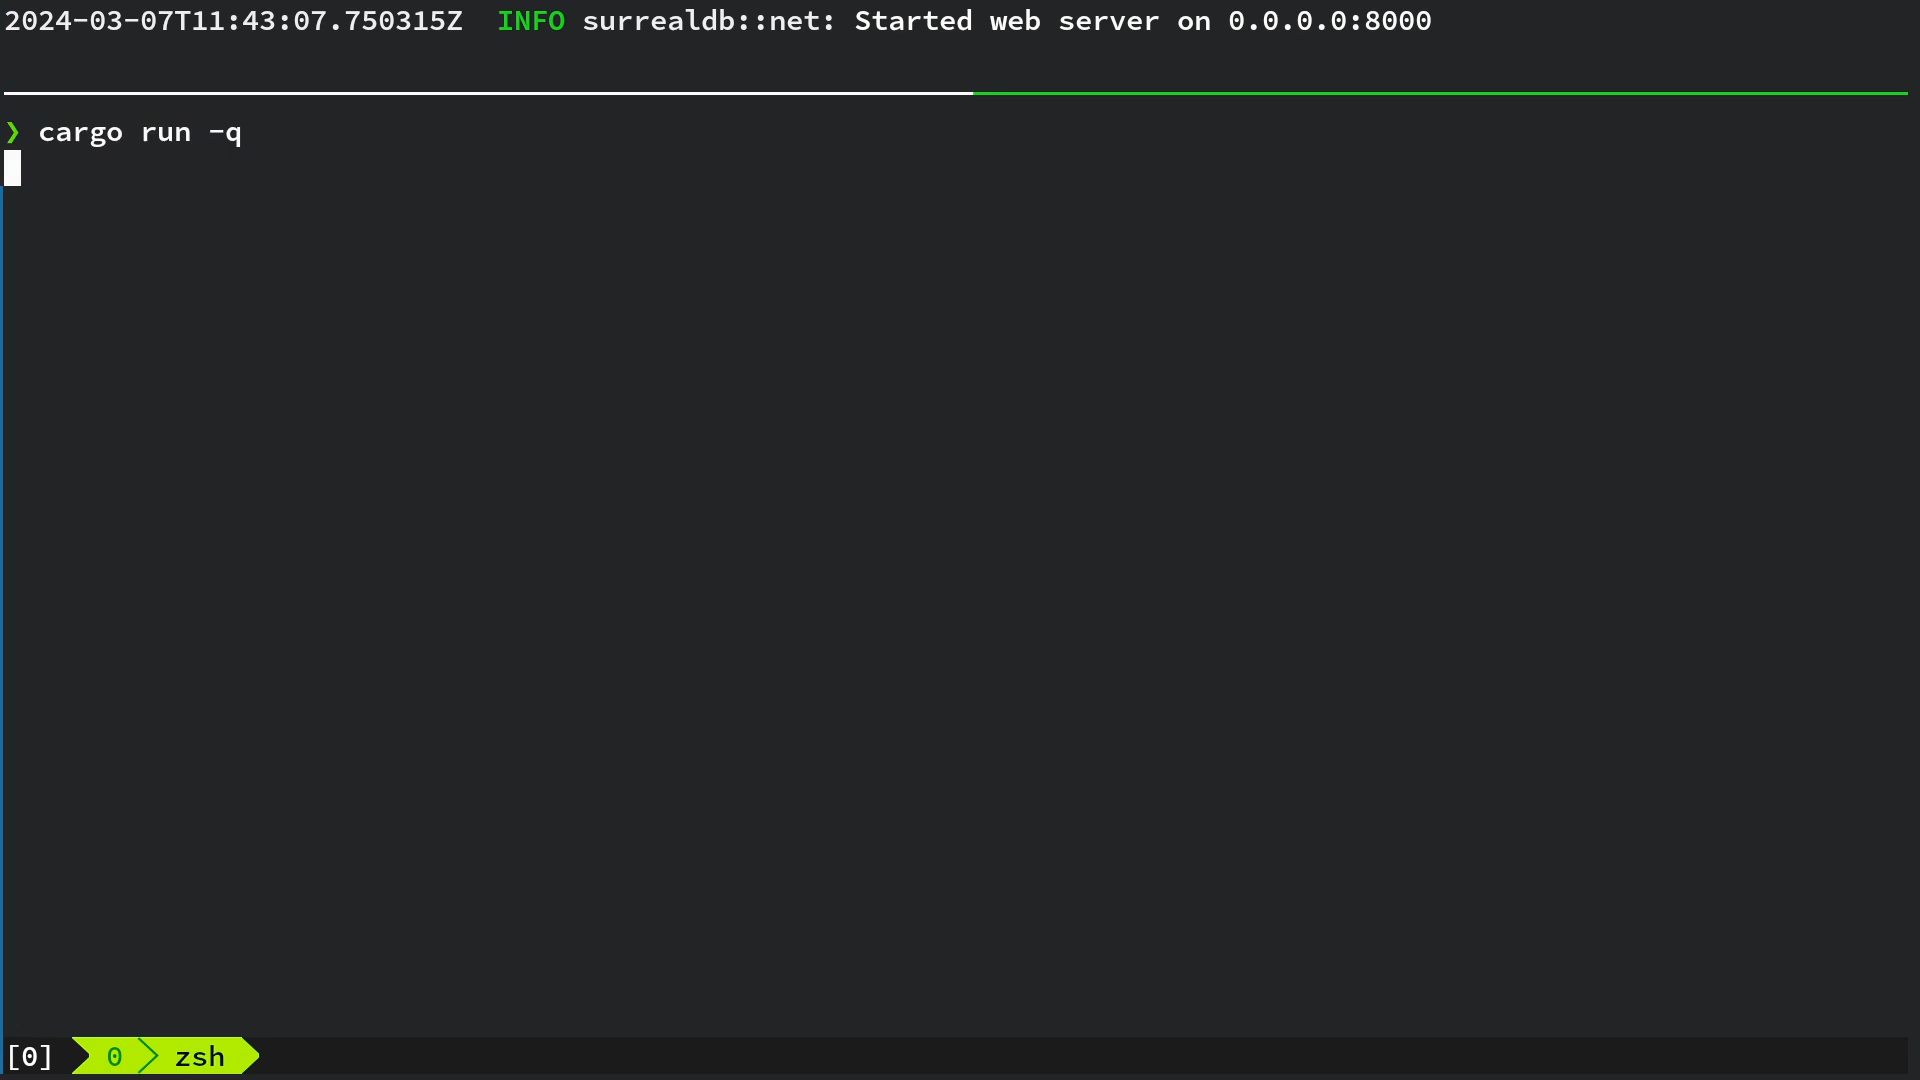 2024-03-07T11:43:07.750315Z  INFO surrealdb::net: Started web server on 0.0.0.0:8000
❯ cargo run -q
[0] 0 zsh